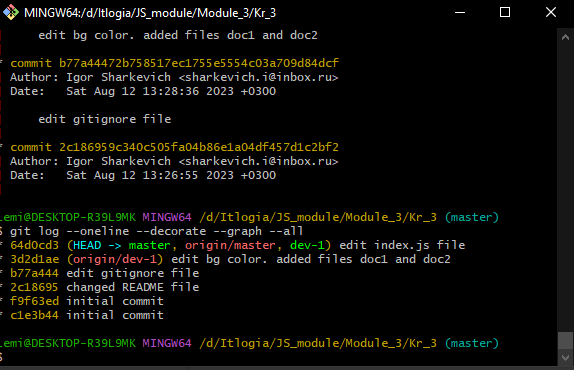 MINGW64:/d/Itlogia/JS_module/Module_3/Kr_3
edit bg color. added files doc1 and doc2
* commit b77a44472b758517ec1755e5554c03a709d84dcf
Author: Igor Sharkevich <sharkevich.i@inbox.ru>
Date: Sat Aug 12 13:28:36 2023 +0300
edit gitignore file
* commit 2c186959c340c505fa04b86e1a04df457d1c2bf2
Author: Igor Sharkevich <sharkevich.i@inbox.ru>
Date: Sat Aug 12 13:26:55 2023 +0300
emi@DESKTOP-R39L9MK MINGW64 /d/Itlogia/JS_module/Module_3/Kr_3 (master)
$ git log --oneline --decorate --graph --all
* 64d0cd3 (HEAD -> master, origin/master, dev-1) edit index.js file
* 3d2d1ae (origin/dev-1) edit bg color. added files doc1 and doc2
* b77a444 edit gitignore file
* 2c18695 changed README file
* f9f63ed initial commit
* c1e3b44 initial commit
emi@DESKTOP-R39L9MK MINGW64 /d/Itlogia/JS_module/Module_3/Kr_3 (master)
$